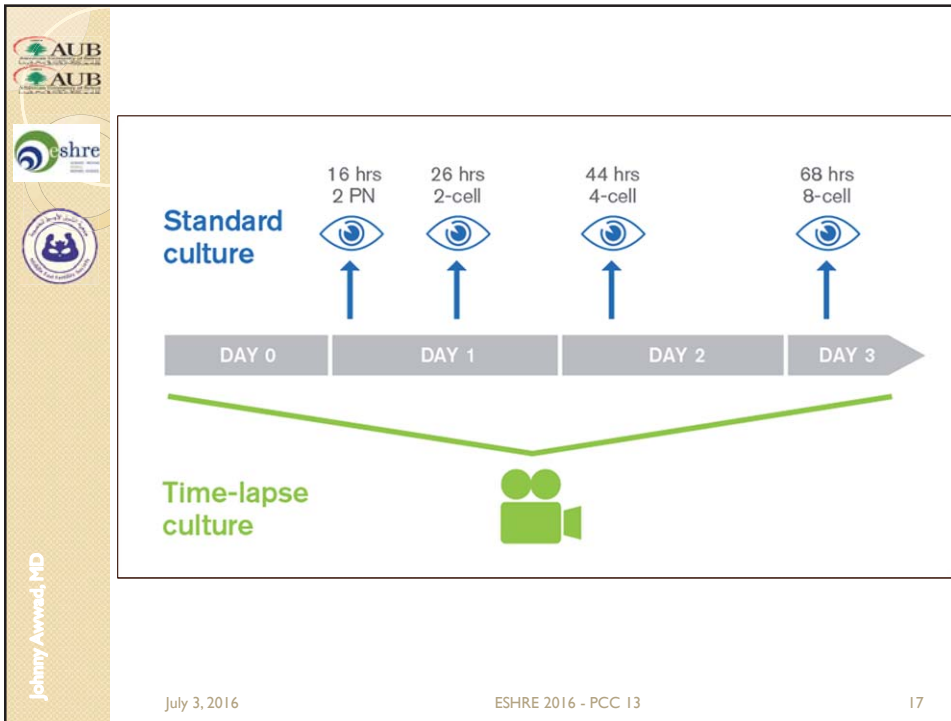 AUB
AUB
eshre
16 hrs
2 PN
26 hrs
2-cell
44 hrs
4-cell
68 hrs
8-cell
Standard
culture
DAY 0
DAY 1
DAY 2
DAY 3
Time-lapse
culture
Johnny Awwad, MD
July 3, 2016
ESHRE 2016 - PCC 13
17